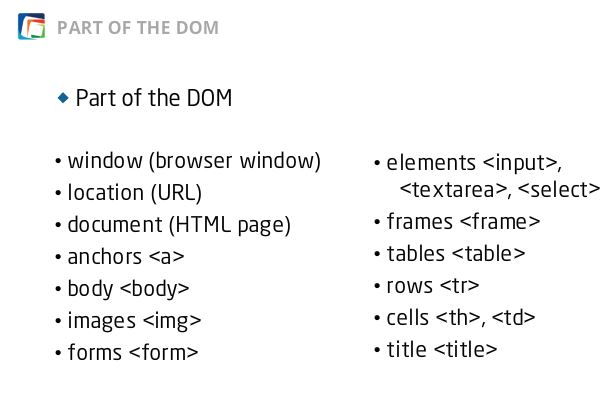 PART OF THE DOM
◆ Part of the DOM
• window (browser window)
• location (URL)
• document (HTML page)
• anchors <a>
• body <body>
• images <img>
• forms <form>
• elements <input>,
<textarea>, <select>
• frames <frame>
• tables <table>
• rows <tr>
• cells <th>, <td>
• title <title>